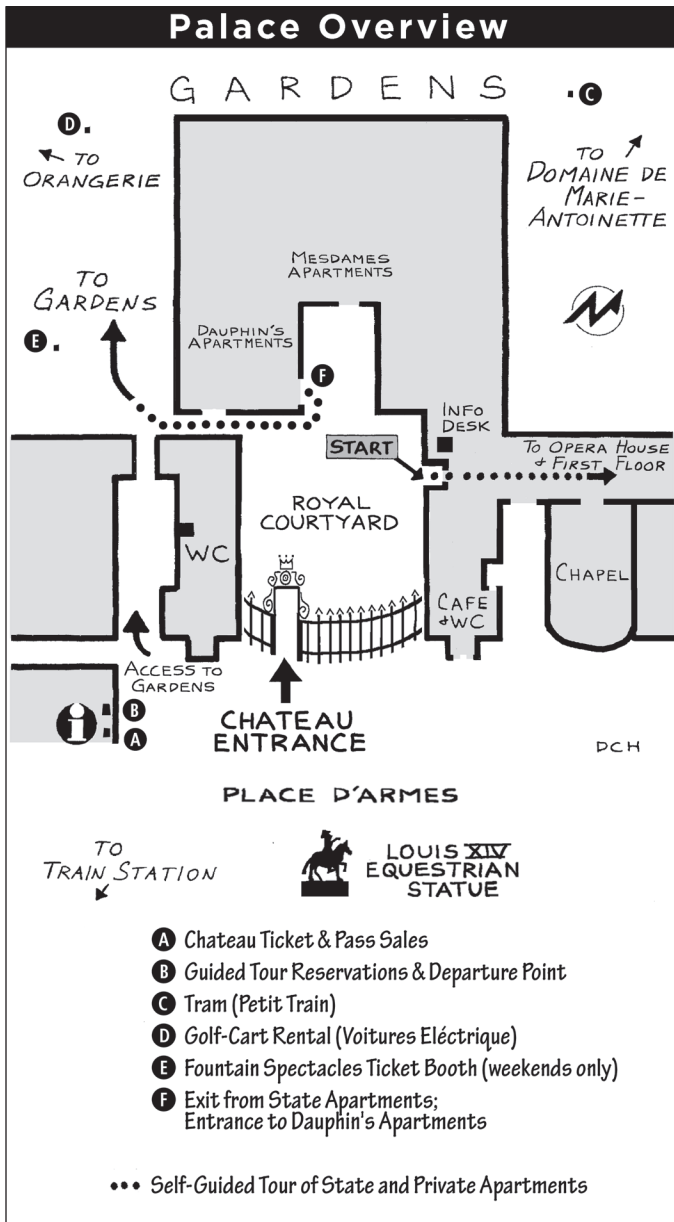 Palace Overview
GARDENS
C
D
TO
ORANGERIE
TO
DOMAINE DE
MARIE-
ANTOINETTE
MESDAMES
APARTMENTS
TO
GARDENS
E
DAUPHIN'S
APARTMENTS
F
INFO
DESK
START
TO OPERA HOUSE
& FIRST FLOOR
ROYAL
COURTYARD
WC
CHAPEL
CAFE
& WC
ACCESS TO
GARDENS
B
i
A
CHATEAU
ENTRANCE
DCH
PLACE D'ARMES
TO
TRAIN STATION
LOUIS XIV
EQUESTRIAN
STATUE
A Chateau Ticket & Pass Sales
B Guided Tour Reservations & Departure Point
C Tram (Petit Train)
D Golf-Cart Rental (Voitures Eléctrique)
E Fountain Spectacles Ticket Booth (weekends only)
F Exit from State Apartments;
Entrance to Dauphin's Apartments
Self-Guided Tour of State and Private Apartments